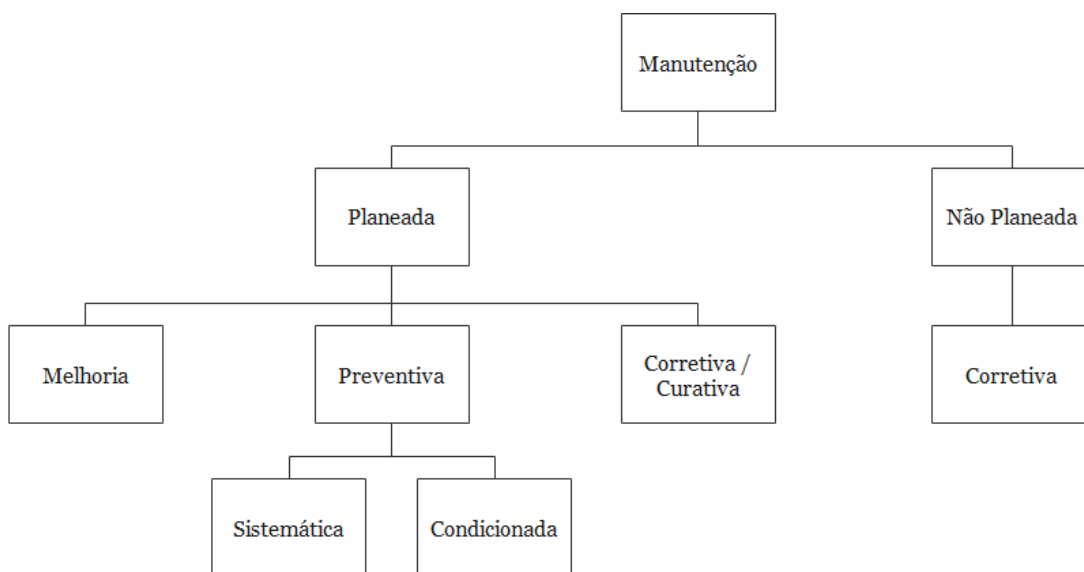 Manutenção
Planeada
Não Planeada
Melhoria
Preventiva
Corretiva /
Curativa
Corretiva
Sistemática
Condicionada